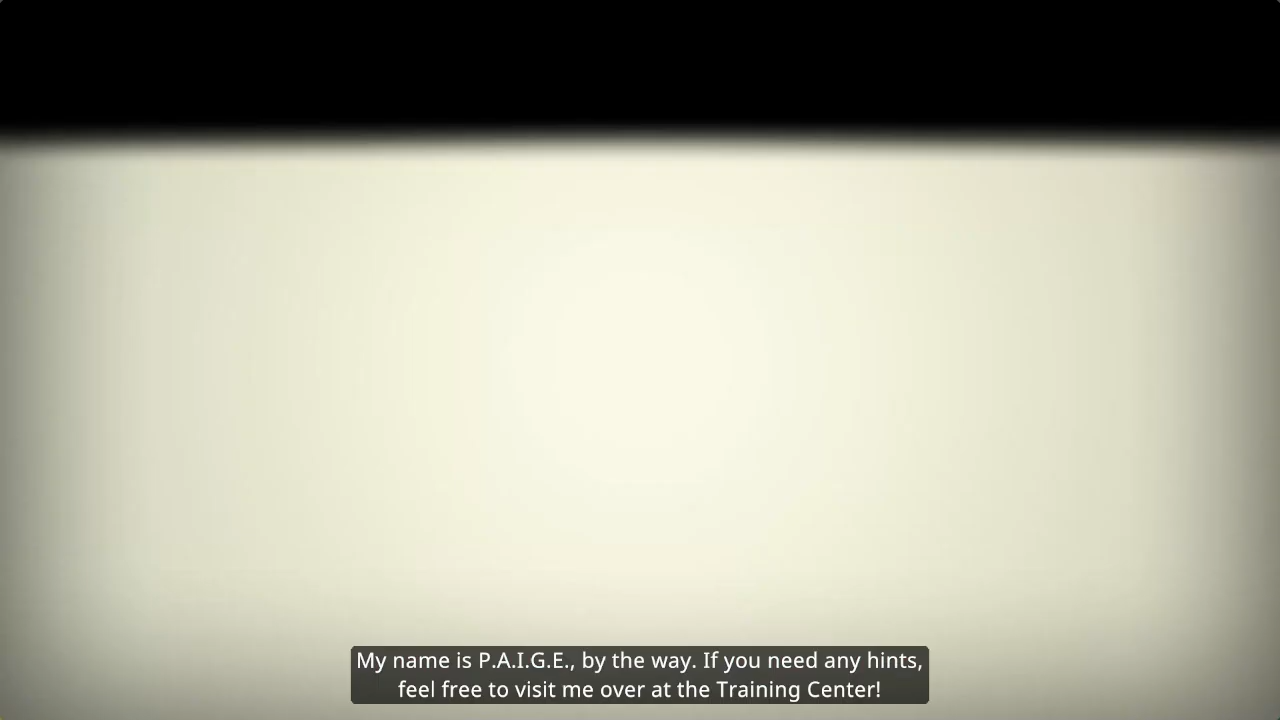 My name is P.A.I.G.E., by the way. If you need any hints,
feel free to visit me over at the Training Center!